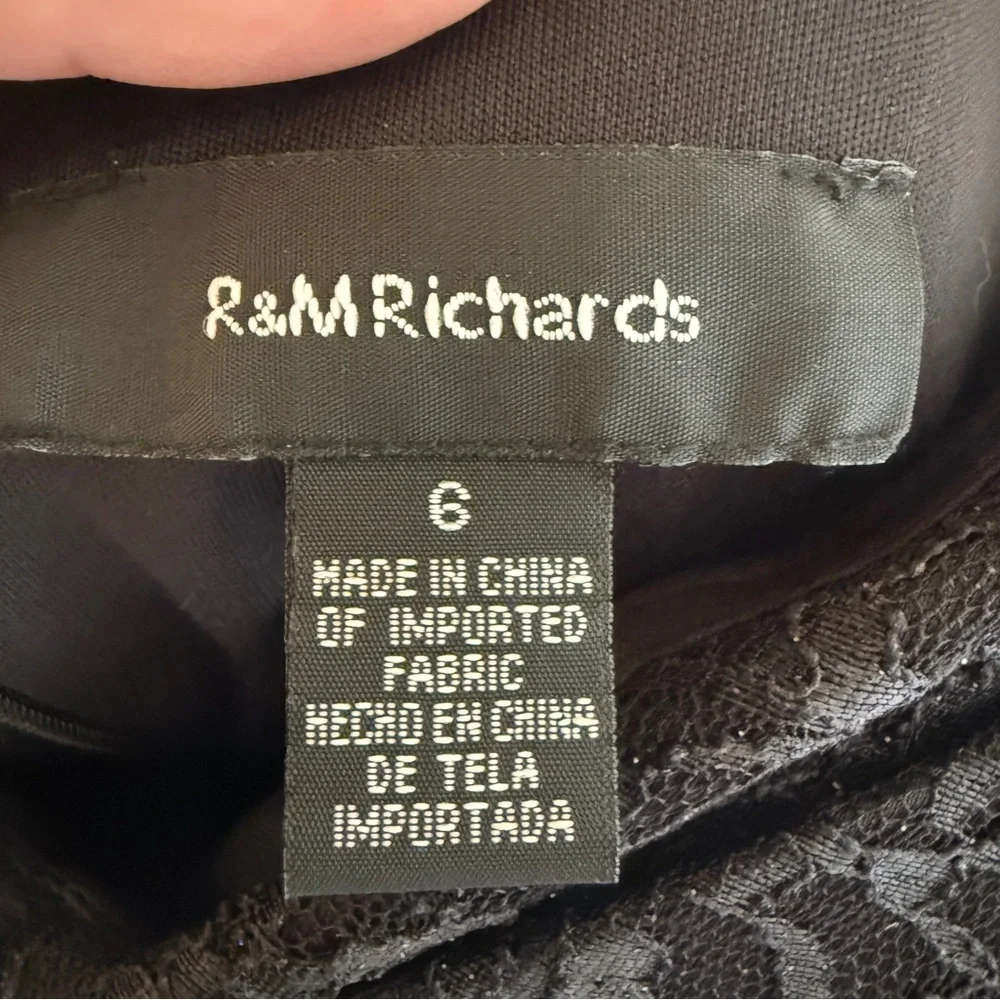 R&M Richards
6
MADE IN CHINA
OF IMPORTED
FABRIC
HECHO EN CHINA
DE TELA
IMPORTADA